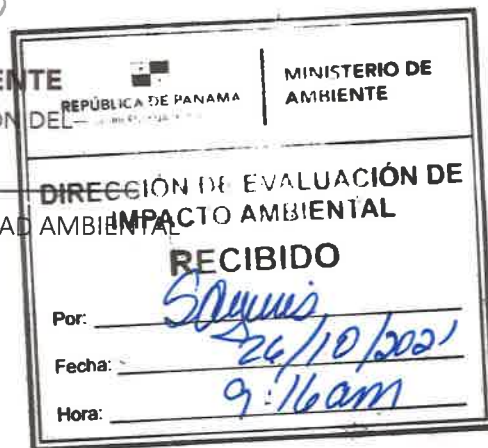 ENTE
ÓN DEL
AD AMBIENTAL
REPÚBLICA DE PANAMA
MINISTERIO DE
AMBIENTE
DIRECCIÓN DE EVALUACIÓN DE
IMPACTO AMBIENTAL
RECIBIDO
Por:
Fecha: 26/10/2021
Hora: 9:16am